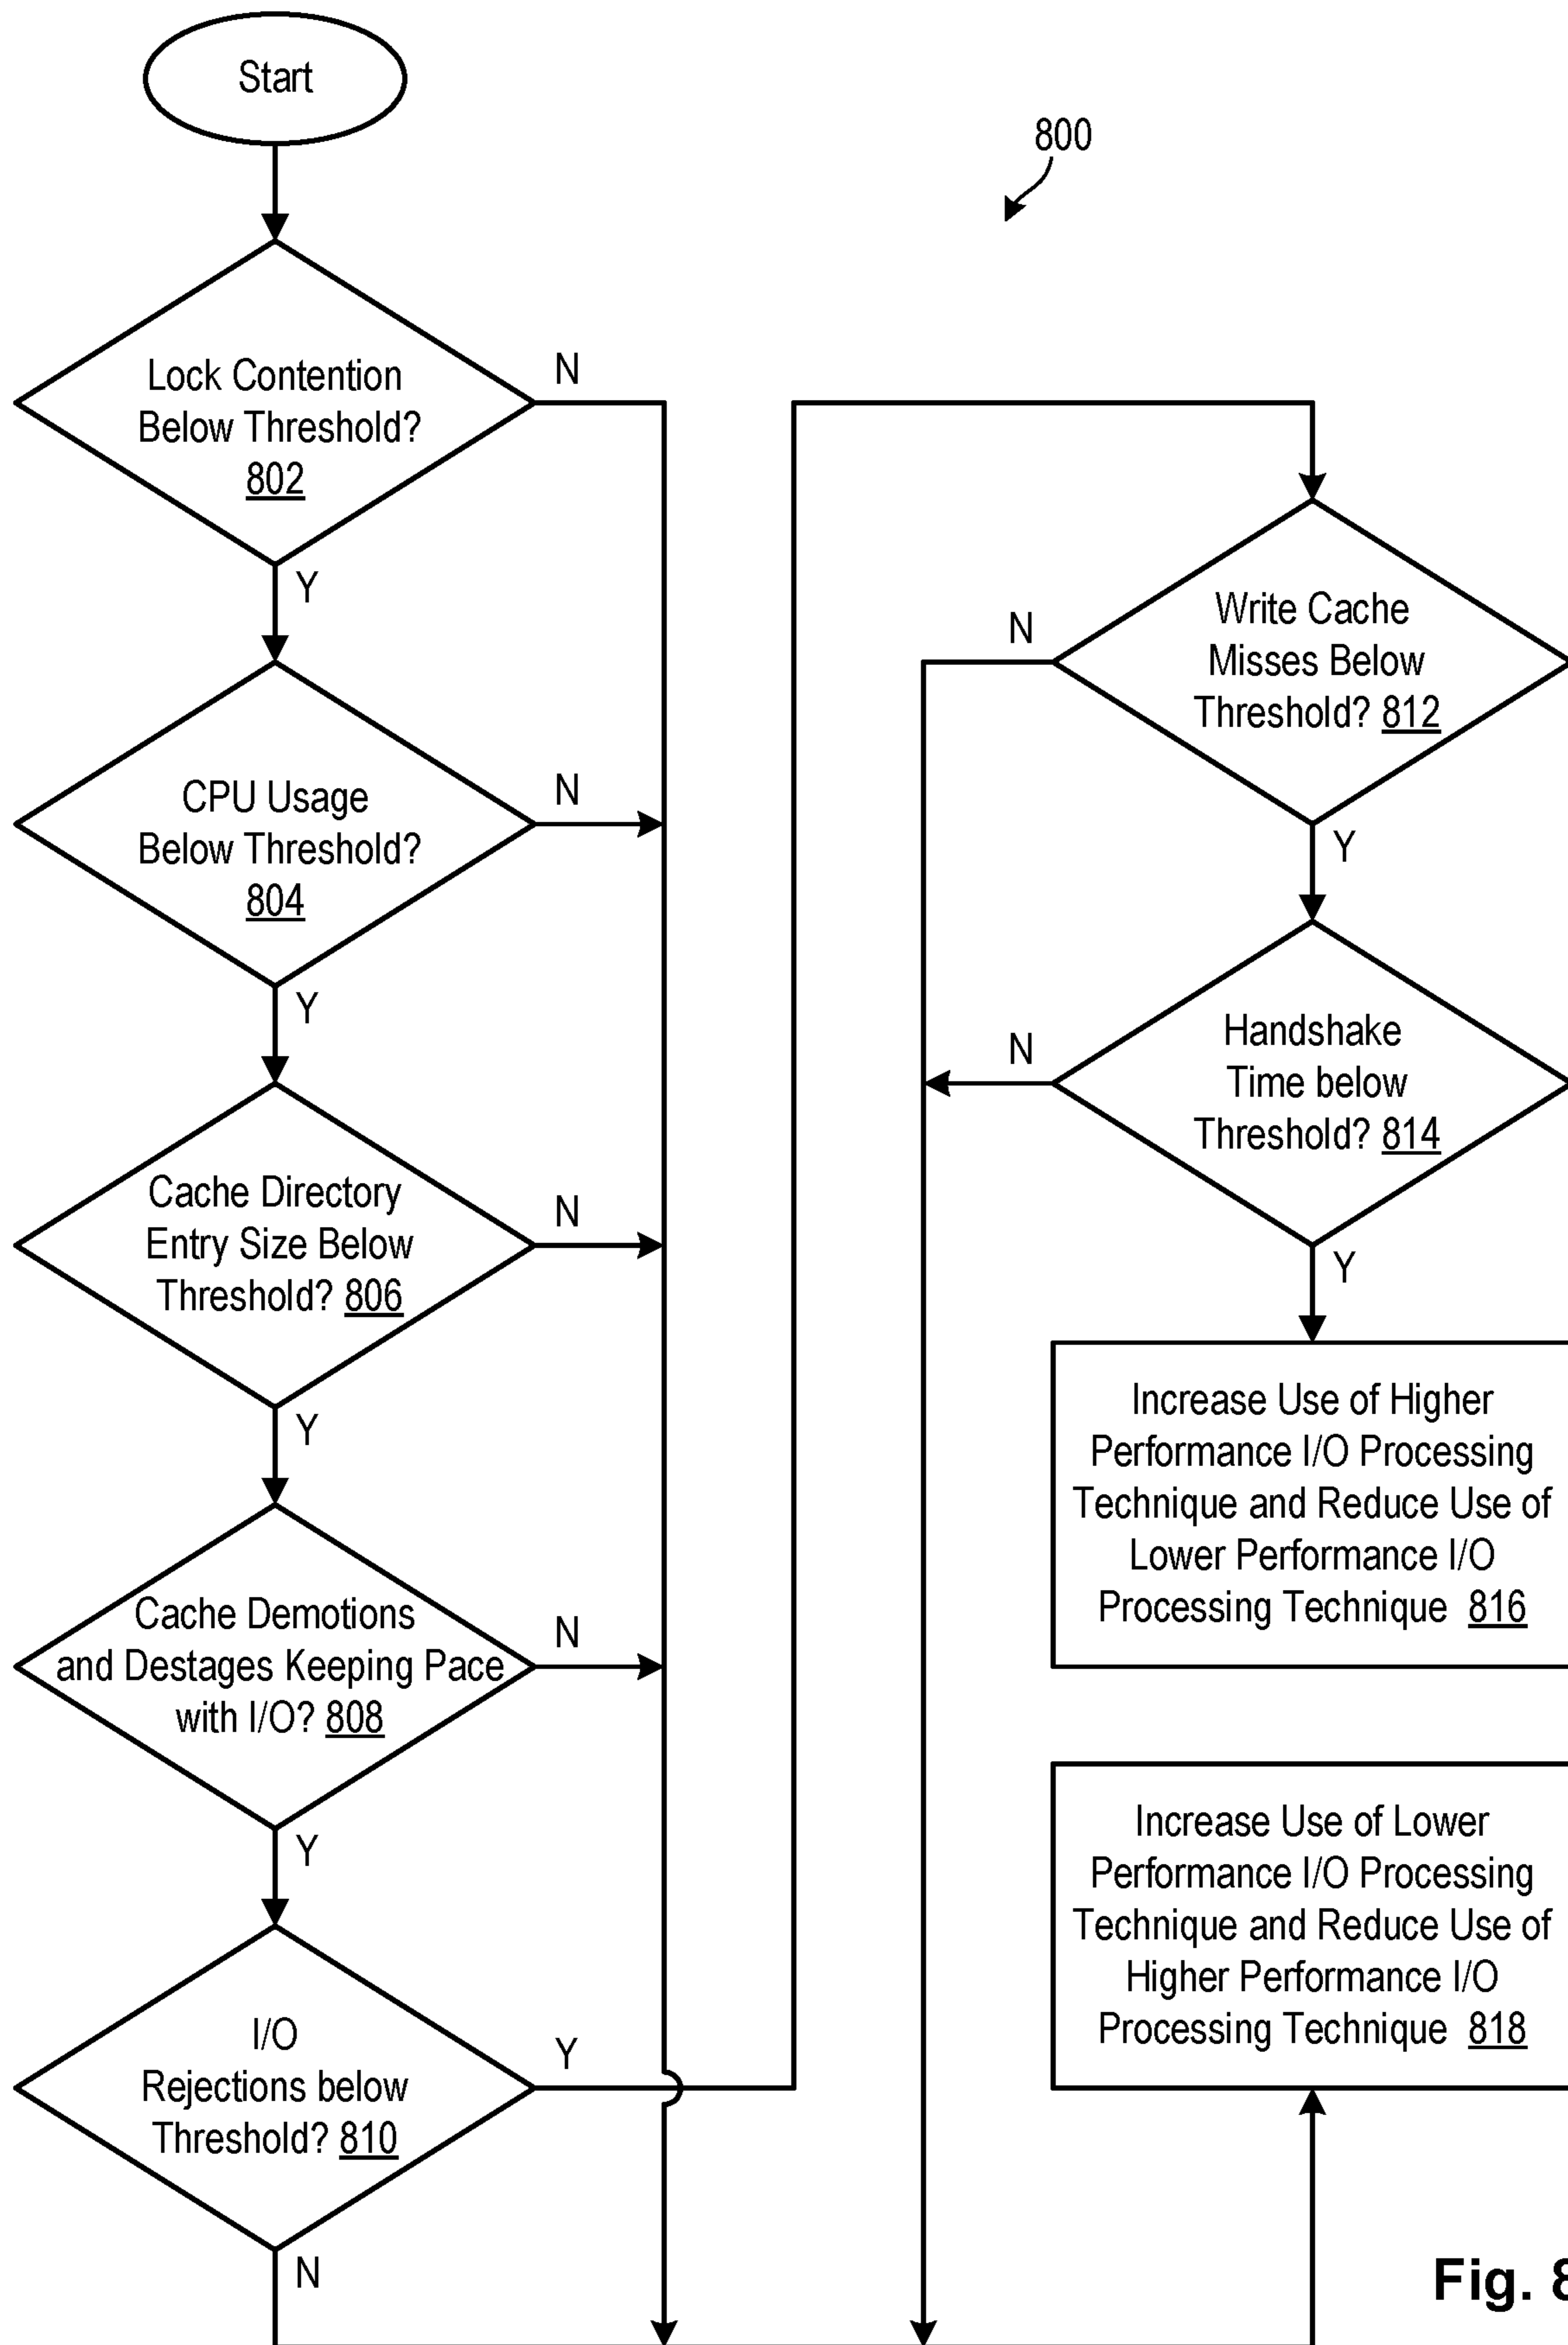 Start
800
Lock Contention
Below Threshold?
802
N
Y
CPU Usage
Below Threshold?
804
N
Y
Cache Directory
Entry Size Below
Threshold? 806
N
Y
Cache Demotions
and Destages Keeping Pace
with I/O? 808
N
Y
I/O
Rejections below
Threshold? 810
Y
N
Write Cache
Misses Below
Threshold? 812
N
Y
Handshake
Time below
Threshold? 814
N
Y
Increase Use of Higher
Performance I/O Processing
Technique and Reduce Use of
Lower Performance I/O
Processing Technique 816
Increase Use of Lower
Performance I/O Processing
Technique and Reduce Use of
Higher Performance I/O
Processing Technique 818
Fig. 8